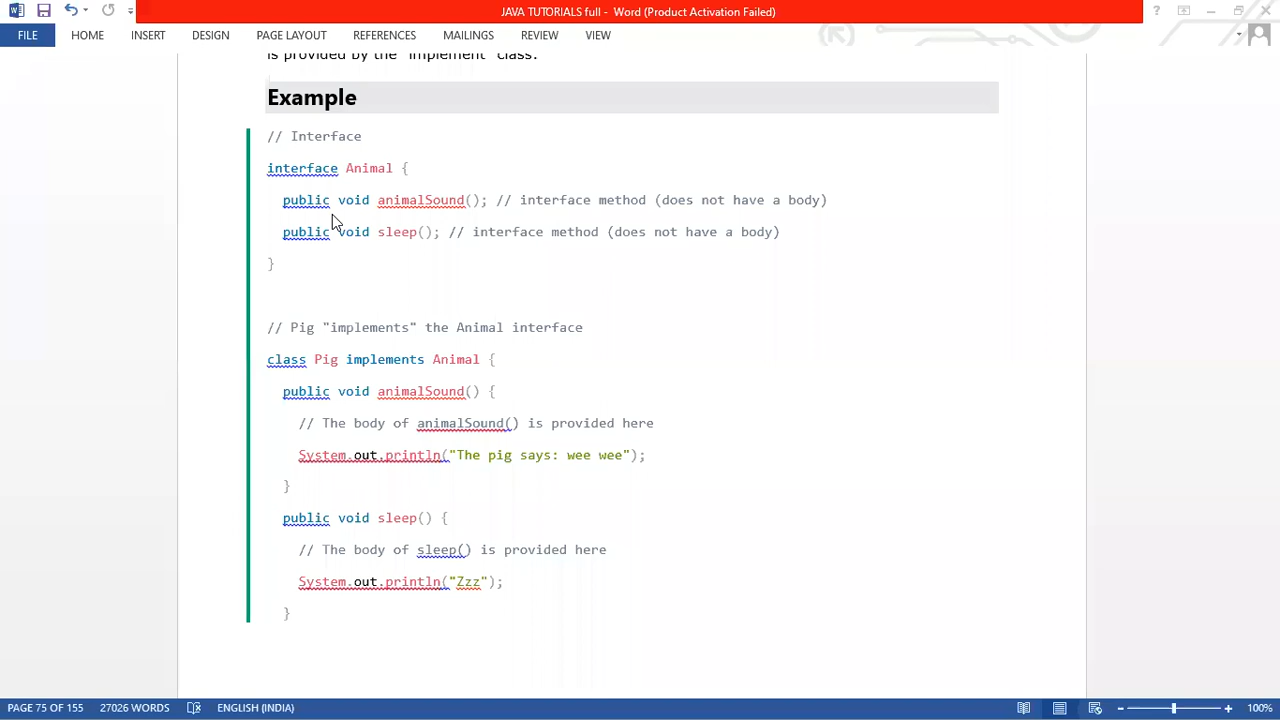 JAVA TUTORIALS full - Word (Product Activation Failed)
FILE HOME INSERT DESIGN PAGE LAYOUT REFERENCES MAILINGS REVIEW VIEW
is provided by the "implement" class:
Example
// Interface
interface Animal {
public void animalSound(); // interface method (does not have a body)
public void sleep(); // interface method (does not have a body)
}
// Pig "implements" the Animal interface
class Pig implements Animal {
public void animalSound() {
// The body of animalSound() is provided here
System.out.println("The pig says: wee wee");
}
public void sleep() {
// The body of sleep() is provided here
System.out.println("Zzz");
}
PAGE 75 OF 155 27026 WORDS ENGLISH (INDIA) 100%